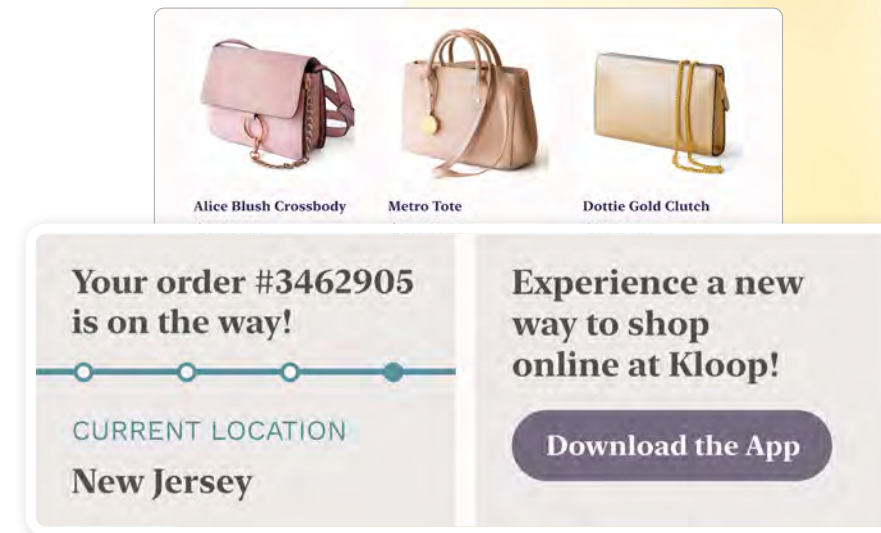 Alice Blush Crossbody
Metro Tote
Dottie Gold Clutch
Your order #3462905
is on the way!
CURRENT LOCATION
New Jersey
Experience a new
way to shop
online at Kloop!
Download the App